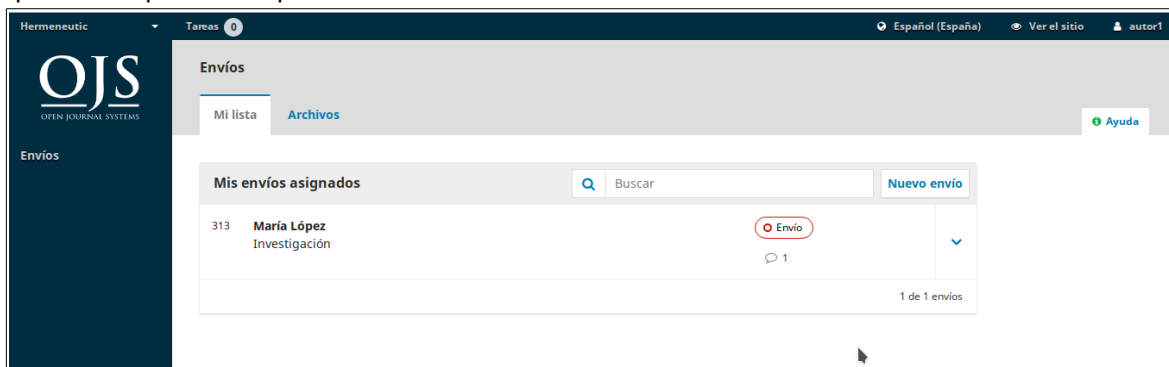 Hermeneutic
Tareas 0
Español (España)
Ver el sitio
autor1
OJS
OPEN JOURNAL SYSTEMS
Envíos
Envíos
Mi lista
Archivos
Ayuda
Mis envíos asignados
Buscar
Nuevo envío
313 María López
Investigación
Envío
1
1 de 1 envíos